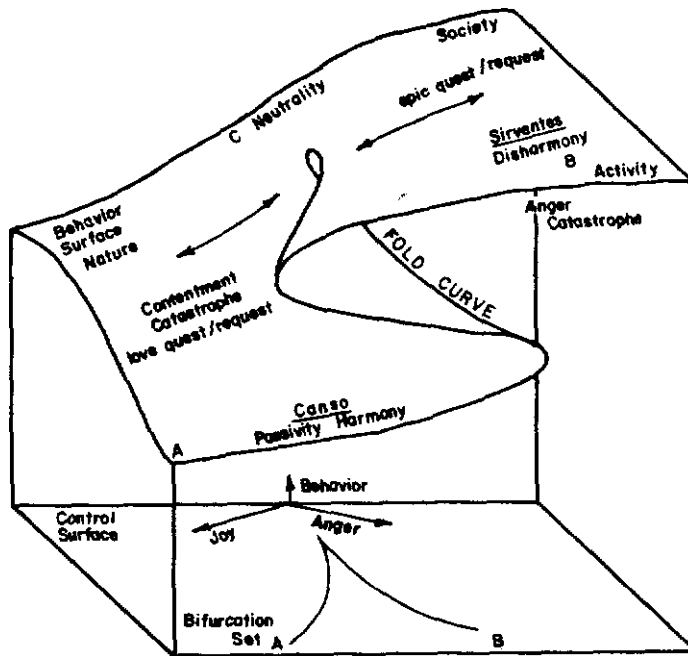 Society
epic quest/request
C Neutrality
Sirventes
Disharmony
B
Activity
Behavior
Surface
Nature
Anger
Catastrophe
FOLD CURVE
Contentment
Catastrophe
love quest/request
Canso
Passivity Harmony
A
Behavior
Control
Surface
Joy
Anger
Bifurcation
Set A
B